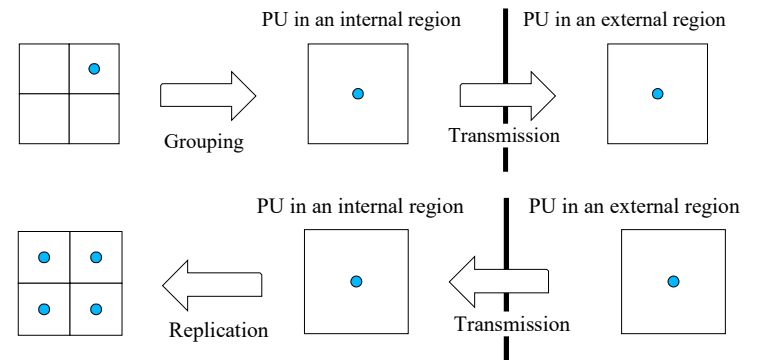 PU in an internal region
PU in an external region
Grouping
Transmission
PU in an internal region
PU in an external region
Replication
Transmission